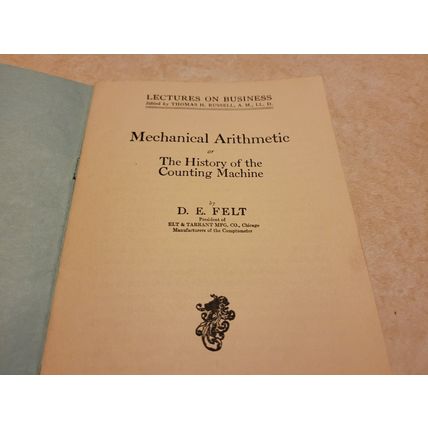 LECTURES ON BUSINESS
Edited by THOMAS H. RUSSELL, A. M., LL. D.
Mechanical Arithmetic
or
The History of the
Counting Machine
by
D. E. FELT
President of
ELT & TARRANT MFG. CO., Chicago
Manufacturers of the Comptometer